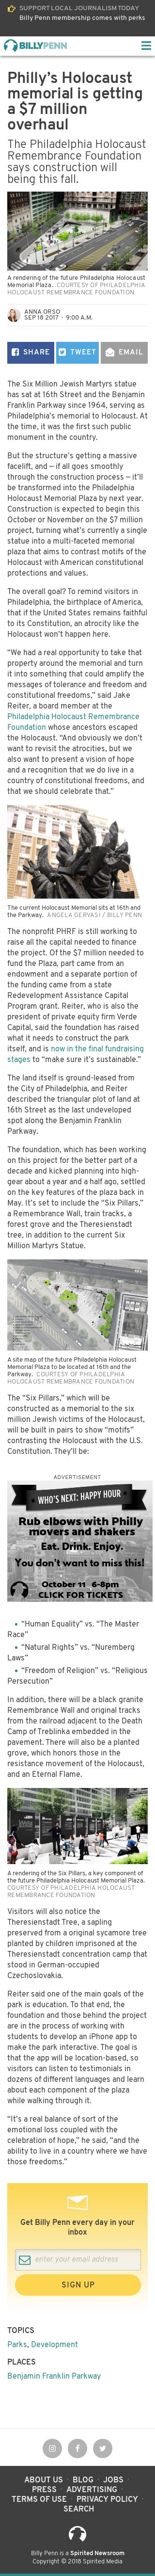 SUPPORT LOCAL JOURNALISM TODAY
Billy Penn membership comes with perks
BILLYPENN
Philly's Holocaust
memorial is getting
a $7 million
overhaul
The Philadelphia Holocaust
Remembrance Foundation
says construction will
being this fall.
A rendering of the future Philadelphia Holocaust
Memorial Plaza. COURTESY OF PHILADELPHIA
HOLOCAUST REMEMBRANCE FOUNDATION
ANNA ORSO
SEP 18 2017 · 9:00 A.M.
SHARE
TWEET
EMAIL
The Six Million Jewish Martyrs statue
has sat at 16th Street and the Benjamin
Franklin Parkway since 1964, serving as
Philadelphia's memorial to Holocaust. At
the time, it was the first such public
monument in the country.
But the structure's getting a massive
facelift, and — if all goes smoothly
through the construction process — it'll
be transformed into the Philadelphia
Holocaust Memorial Plaza by next year.
Construction is expected to begin this
October or November on the $7 million
overhaul, which includes a multi-faceted
memorial that aims to contrast themes of
the Holocaust with American constitutional
protections and values.
The overall goal? To remind visitors in
Philadelphia, the birthplace of America,
that if the United States remains faithful
to its Constitution, an atrocity like the
Holocaust won't happen here.
“We had a real opportunity to take that
property around the memorial and turn
it into something that could amplify the
messages of tolerance and freedom and
constitutional freedoms,” said Jake
Reiter, a board member at the
Philadelphia Holocaust Remembrance
Foundation whose ancestors escaped
the Holocaust. “And obviously we don't
want to revisit the atrocities, but we
also want to present a vision of hope
and a recognition that we do live in a
country of constitutional freedoms, and
that we should celebrate that.”
The current Holocaust Memorial sits at 16th and
the Parkway. ANGELA GERVASI / BILLY PENN
The nonprofit PHRF is still working to
raise all the capital needed to finance
the project. Of the $7 million needed to
fund the Plaza, part came from an
endowment and a separate portion of
the funding came in from a state
Redevelopment Assistance Capital
Program grant. Reiter, who is also in the
private equity business with firm Verde
Capital, said the foundation had about
what it needed to construct the park
itself, and is now in the final fundraising
stages to “make sure it's sustainable.”
The land itself is ground-leased from
the City of Philadelphia, and Reiter
described the triangular plot of land at
16th Street as the last undeveloped
spot along the Benjamin Franklin
Parkway.
The foundation, which has been working
on this project for the better part of a
decade and kicked planning into high-
gear about a year and a half ago, settled
on the key features of the plaza back in
May. It's set to include the “Six Pillars,”
a Remembrance Wall, train tracks, a
forest grove and the Theresienstadt
tree, in addition to the current Six
Million Martyrs Statue.
A site map of the future Philadelphia Holocaust
Memorial Plaza to be located at 16th and the
Parkway. COURTESY OF PHILADELPHIA
HOLOCAUST REMEMBRANCE FOUNDATION
The “Six Pillars,” which will be
constructed as a memorial to the six
million Jewish victims of the Holocaust,
will be built in pairs to show “motifs”
contrasting the Holocaust with the U.S.
Constitution. They'll be:
ADVERTISEMENT
WHO'S NEXT: HAPPY HOUR
Rub elbows with Philly
movers and shakers
Eat. Drink. Enjoy.
You don't want to miss this!
October 11 6-8pm
CLICK FOR TICKETS
• “Human Equality” vs. “The Master
Race”
• “Natural Rights” vs. “Nuremberg
Laws”
• “Freedom of Religion” vs. “Religious
Persecution”
In addition, there will be a black granite
Remembrance Wall and original tracks
from the railroad access to the Death
Camp of Treblinka embedded in the
pavement. There will also be a planted
grove, which honors those in the
resistance movement of the Holocaust,
and an Eternal Flame.
A rendering of the Six Pillars, a key component of
the future Philadelphia Holocaust Memorial Plaza.
COURTESY OF PHILADELPHIA HOLOCAUST
REMEMBRANCE FOUNDATION
Visitors will also notice the
Theresienstadt Tree, a sapling
preserved from a original sycamore tree
planted by children imprisoned at the
Theresienstadt concentration camp that
stood in German-occupied
Czechoslovakia.
Reiter said one of the main goals of the
park is education. To that end, the
foundation behind the project and the
project are in the process of working
with students and developers to
engineer an iPhone app to make the
park more interactive. The goal is that
as the app will be location-based, so
visitors can listen to testimonials and
memories of dozens of different people
about each component of the plaza
while walking through it.
“It's a real balance of sort of the
emotional toss coupled with the
celebration of hope,” he said, “and the
ability to live in a country where we have
those freedoms.”
Get Billy Penn every day in your
inbox
enter your email address
SIGN UP
TOPICS
Parks, Development
PLACES
Benjamin Franklin Parkway
ABOUT US · BLOG · JOBS ·
PRESS · ADVERTISING ·
TERMS OF USE · PRIVACY POLICY ·
SEARCH
Billy Penn is a Spirited Newsroom
Copyright © 2018 Spirited Media